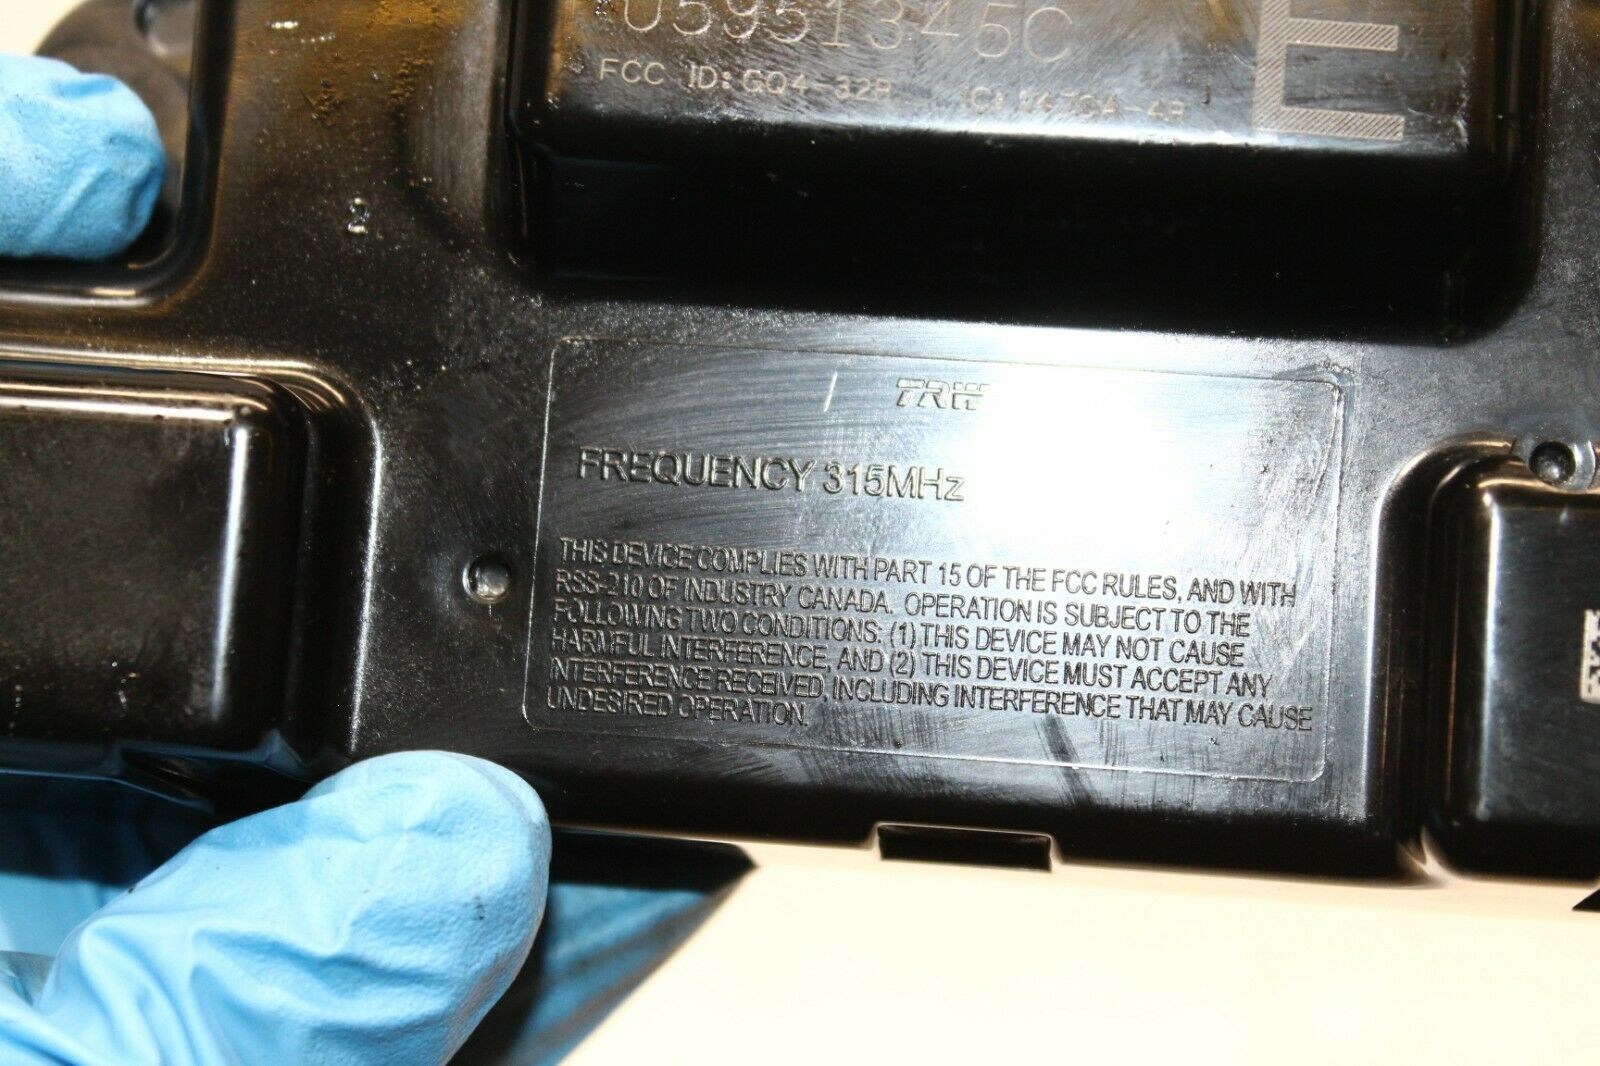 05951345C
FCC ID: GQ4-32R
E
2
TRW
FREQUENCY 315MHz
THIS DEVICE COMPLIES WITH PART 15 OF THE FCC RULES, AND WITH
RSS-210 OF INDUSTRY CANADA. OPERATION IS SUBJECT TO THE
FOLLOWING TWO CONDITIONS: (1) THIS DEVICE MAY NOT CAUSE
HARMFUL INTERFERENCE, AND (2) THIS DEVICE MUST ACCEPT ANY
INTERFERENCE RECEIVED, INCLUDING INTERFERENCE THAT MAY CAUSE
UNDESIRED OPERATION.